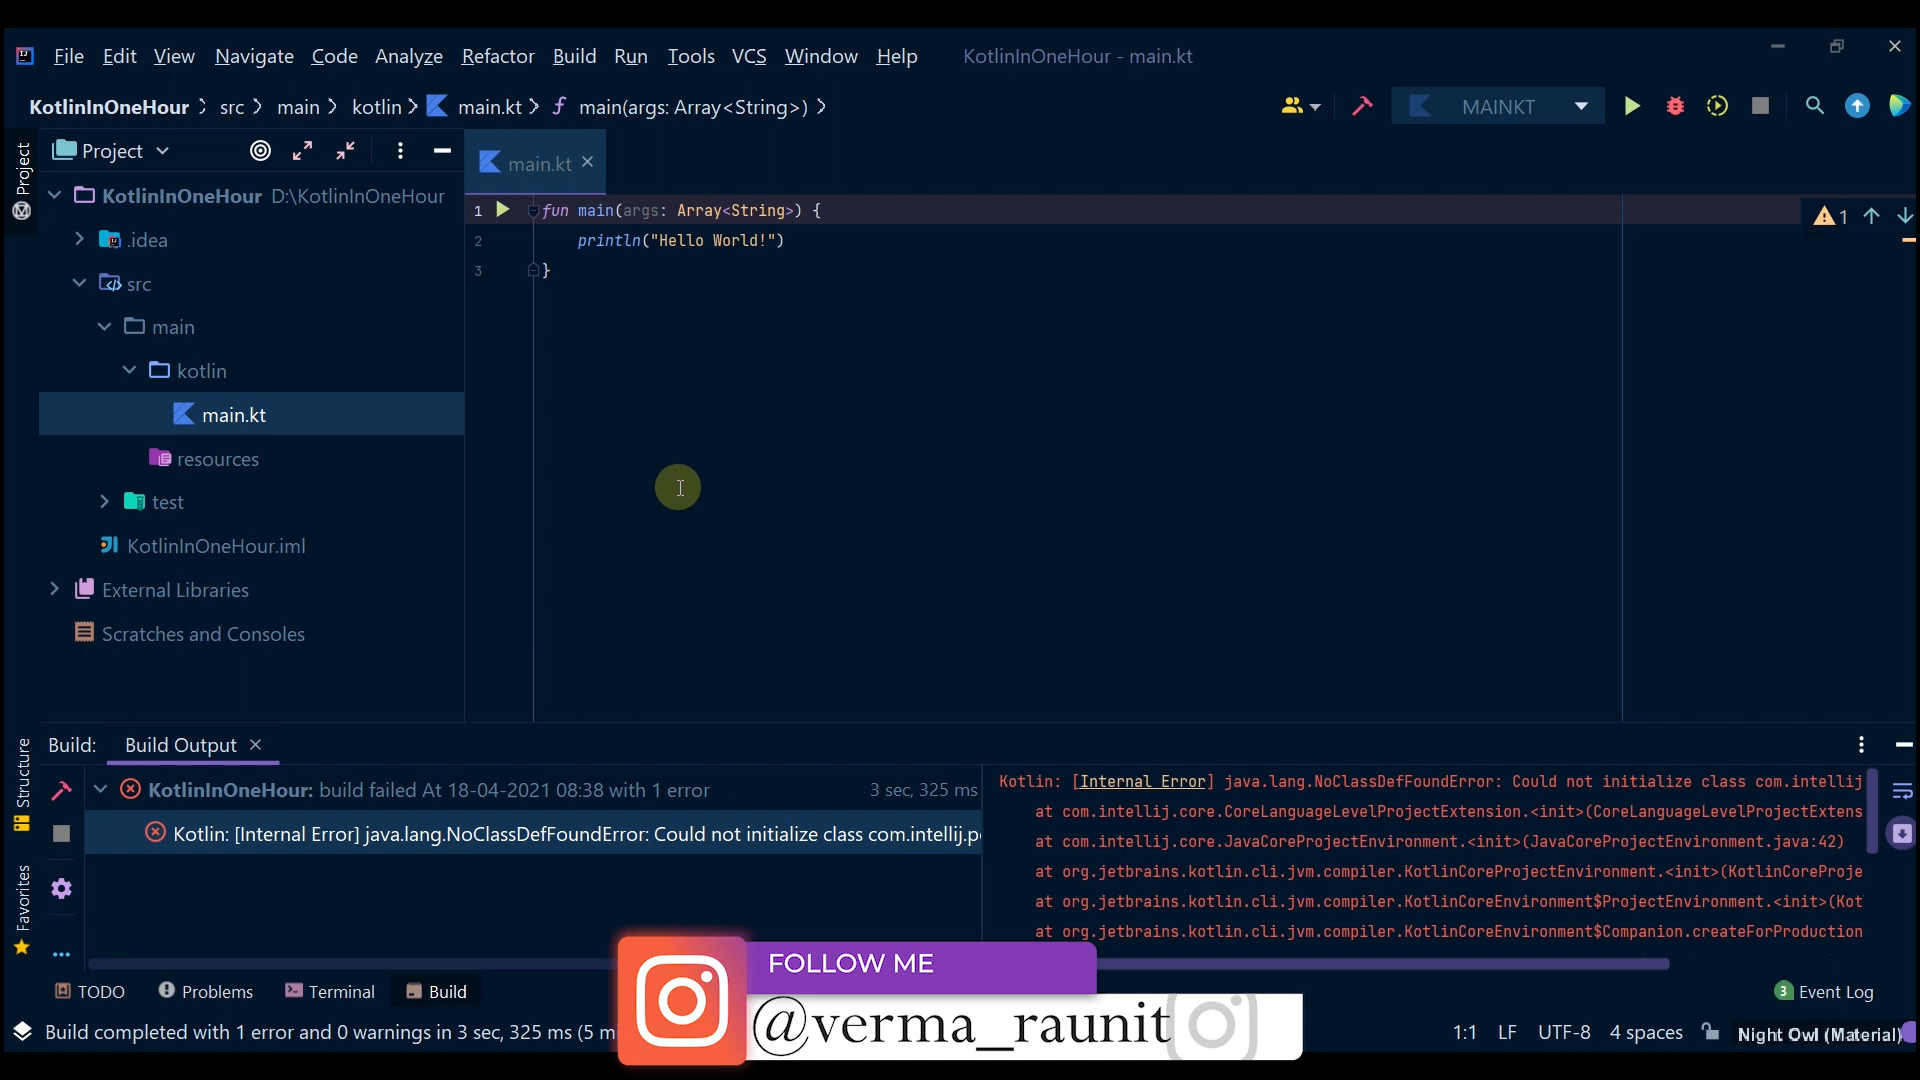 File Edit View Navigate Code Analyze Refactor Build Run Tools VCS Window Help KotlinInOneHour - main.kt
KotlinInOneHour src main kotlin main.kt main(args: Array<String>) MAINKT
Project
Project
main.kt
KotlinInOneHour D:\KotlinInOneHour
1 fun main(args: Array<String>) {
1
.idea
2 println("Hello World!")
src
3 }
main
kotlin
main.kt
resources
test
KotlinInOneHour.iml
External Libraries
Scratches and Consoles
Structure
Favorites
Build: Build Output
KotlinInOneHour: build failed At 18-04-2021 08:38 with 1 error 3 sec, 325 ms
Kotlin: [Internal Error] java.lang.NoClassDefFoundError: Could not initialize class com.intellij.p
Kotlin: [Internal Error] java.lang.NoClassDefFoundError: Could not initialize class com.intellij
at com.intellij.core.CoreLanguageLevelProjectExtension.<init>(CoreLanguageLevelProjectExtens
at com.intellij.core.JavaCoreProjectEnvironment.<init>(JavaCoreProjectEnvironment.java:42)
at org.jetbrains.kotlin.cli.jvm.compiler.KotlinCoreProjectEnvironment.<init>(KotlinCoreProje
at org.jetbrains.kotlin.cli.jvm.compiler.KotlinCoreEnvironment$ProjectEnvironment.<init>(Kot
at org.jetbrains.kotlin.cli.jvm.compiler.KotlinCoreEnvironment$Companion.createForProduction
FOLLOW ME
@verma_raunit
TODO Problems Terminal Build 3 Event Log
Build completed with 1 error and 0 warnings in 3 sec, 325 ms (5 mi 1:1 LF UTF-8 4 spaces Night Owl (Material)